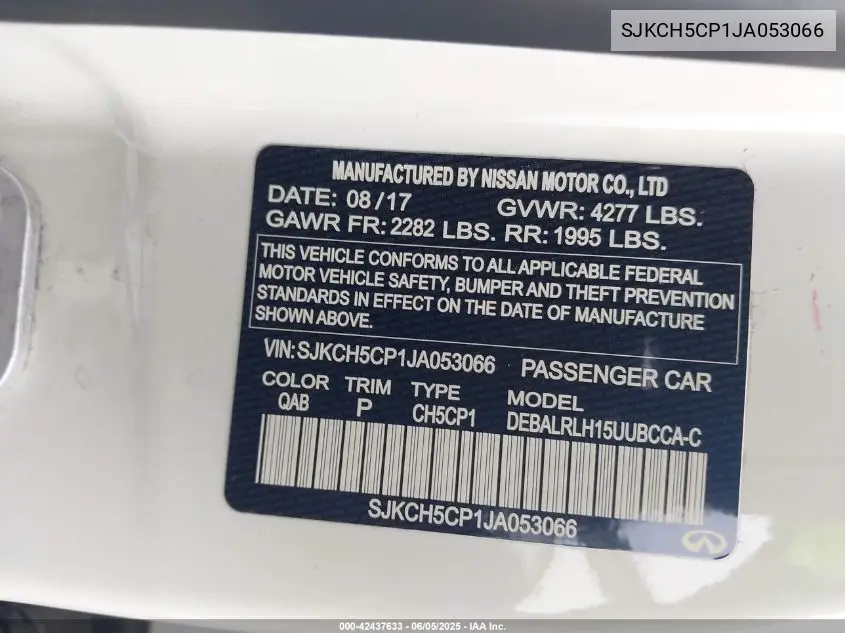 SJKCH5CP1JA053066
MANUFACTURED BY NISSAN MOTOR CO., LTD
DATE: 08/17 GVWR: 4277 LBS.
GAWR FR: 2282 LBS. RR: 1995 LBS.
THIS VEHICLE CONFORMS TO ALL APPLICABLE FEDERAL
MOTOR VEHICLE SAFETY, BUMPER AND THEFT PREVENTION
STANDARDS IN EFFECT ON THE DATE OF MANUFACTURE
SHOWN ABOVE.
VIN: SJKCH5CP1JA053066 PASSENGER CAR
COLOR TRIM TYPE MODEL
QAB P CH5CP1 DEBALRLH15UUBCCA-C
SJKCH5CP1JA053066
000-42437633 - 06/05/2025 - IAA Inc.